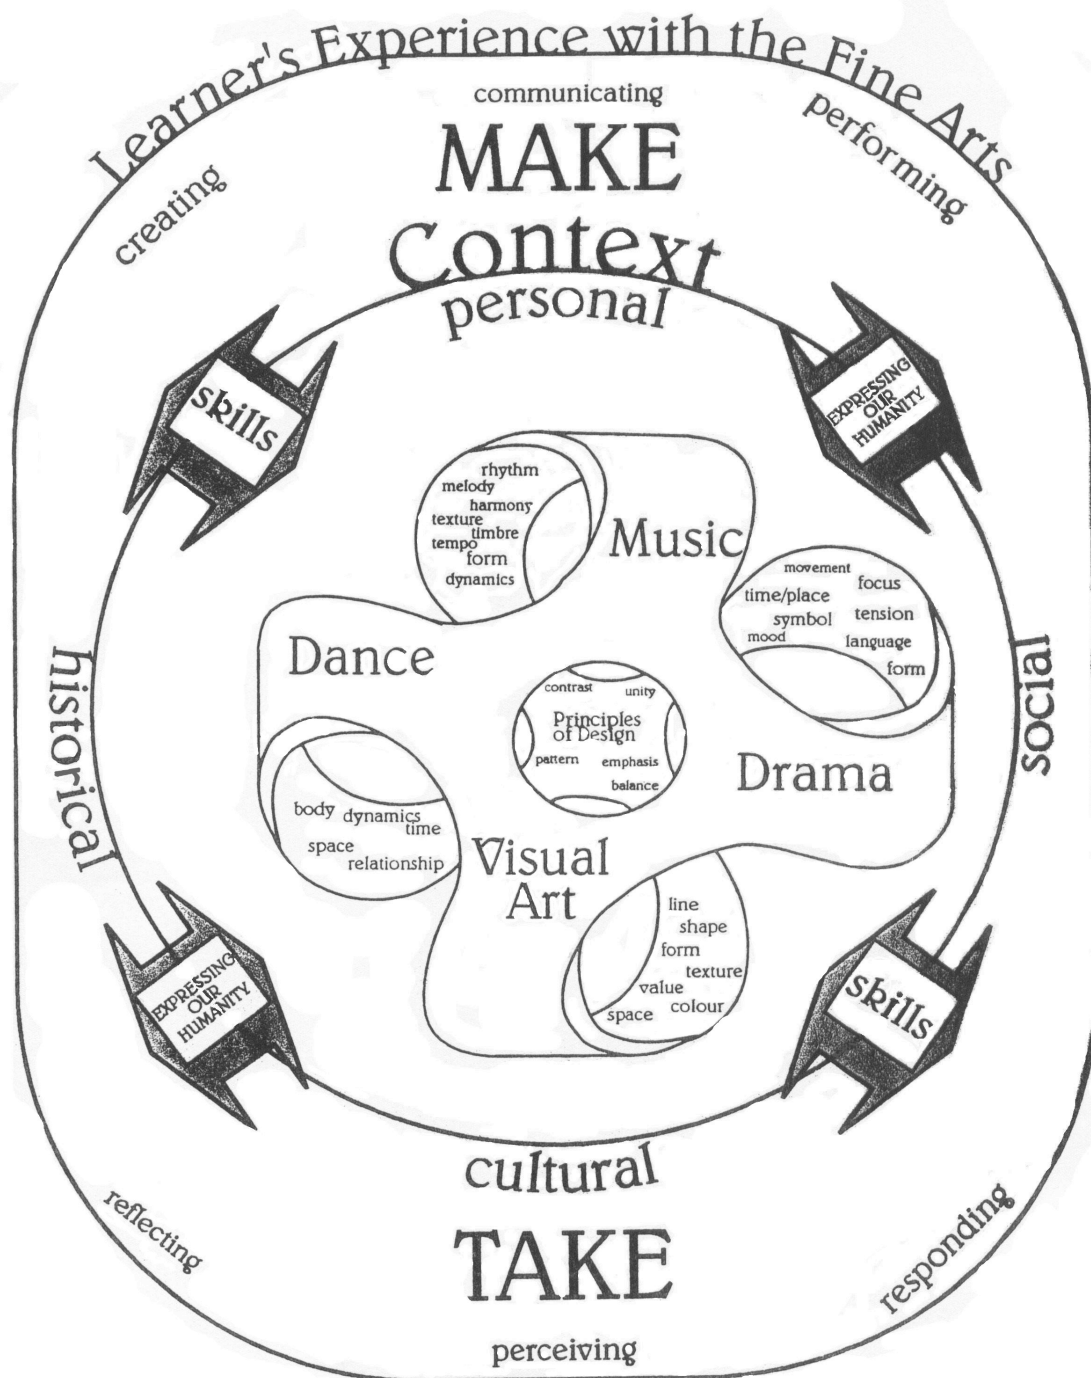 Learner's Experience with the Fine Arts
communicating
MAKE
creating
performing
Context
personal
skills
EXPRESSING
OUR
HUMANITY
rhythm
melody
harmony
texture
timbre
tempo
form
dynamics
Music
movement
focus
time/place
symbol
tension
mood
language
form
Dance
historical
social
contrast
unity
Principles
of Design
pattern
emphasis
balance
Drama
body
dynamics
time
space
relationship
Visual
Art
line
shape
form
texture
value
space
colour
EXPRESSING
OUR
HUMANITY
skills
cultural
reflecting
TAKE
responding
perceiving